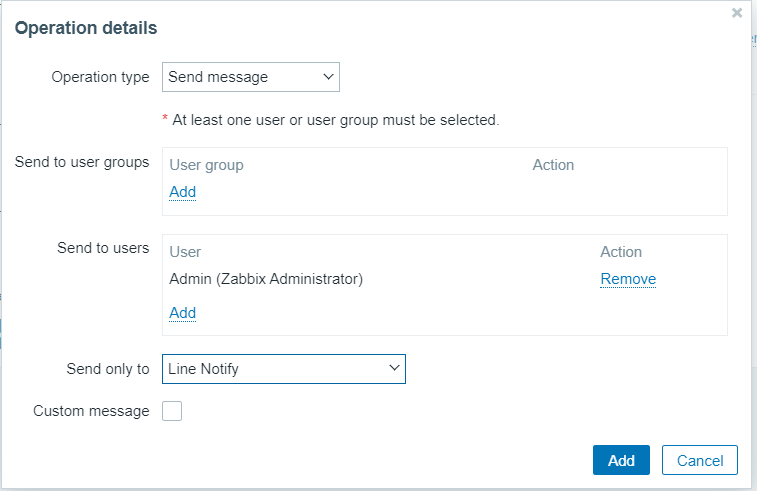 Operation details
Operation type Send message
* At least one user or user group must be selected.
Send to user groups User group Action
Add
Send to users User Action
Admin (Zabbix Administrator) Remove
Add
Send only to Line Notify
Custom message
Add Cancel